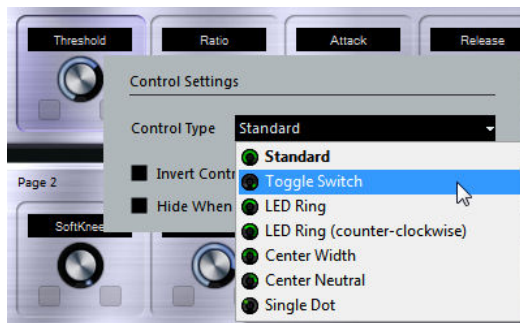 Threshold Ratio Attack Release
Control Settings
Control Type Standard
Page 2
Invert Contr
Hide When
SoftKnee
Standard
Toggle Switch
LED Ring
LED Ring (counter-clockwise)
Center Width
Center Neutral
Single Dot